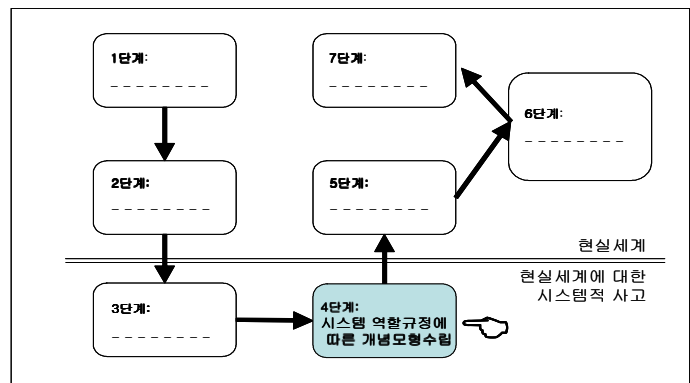 1단계:
_ _ _ _ _ _ _ _
2단계:
_ _ _ _ _ _ _ _
3단계:
_ _ _ _ _ _ _ _
4단계:
시스템 역할규정에
따른 개념모형수립
5단계:
_ _ _ _ _ _ _ _
6단계:
_ _ _ _ _ _ _ _
7단계:
_ _ _ _ _ _ _ _
현실세계
현실세계에 대한
시스템적 사고